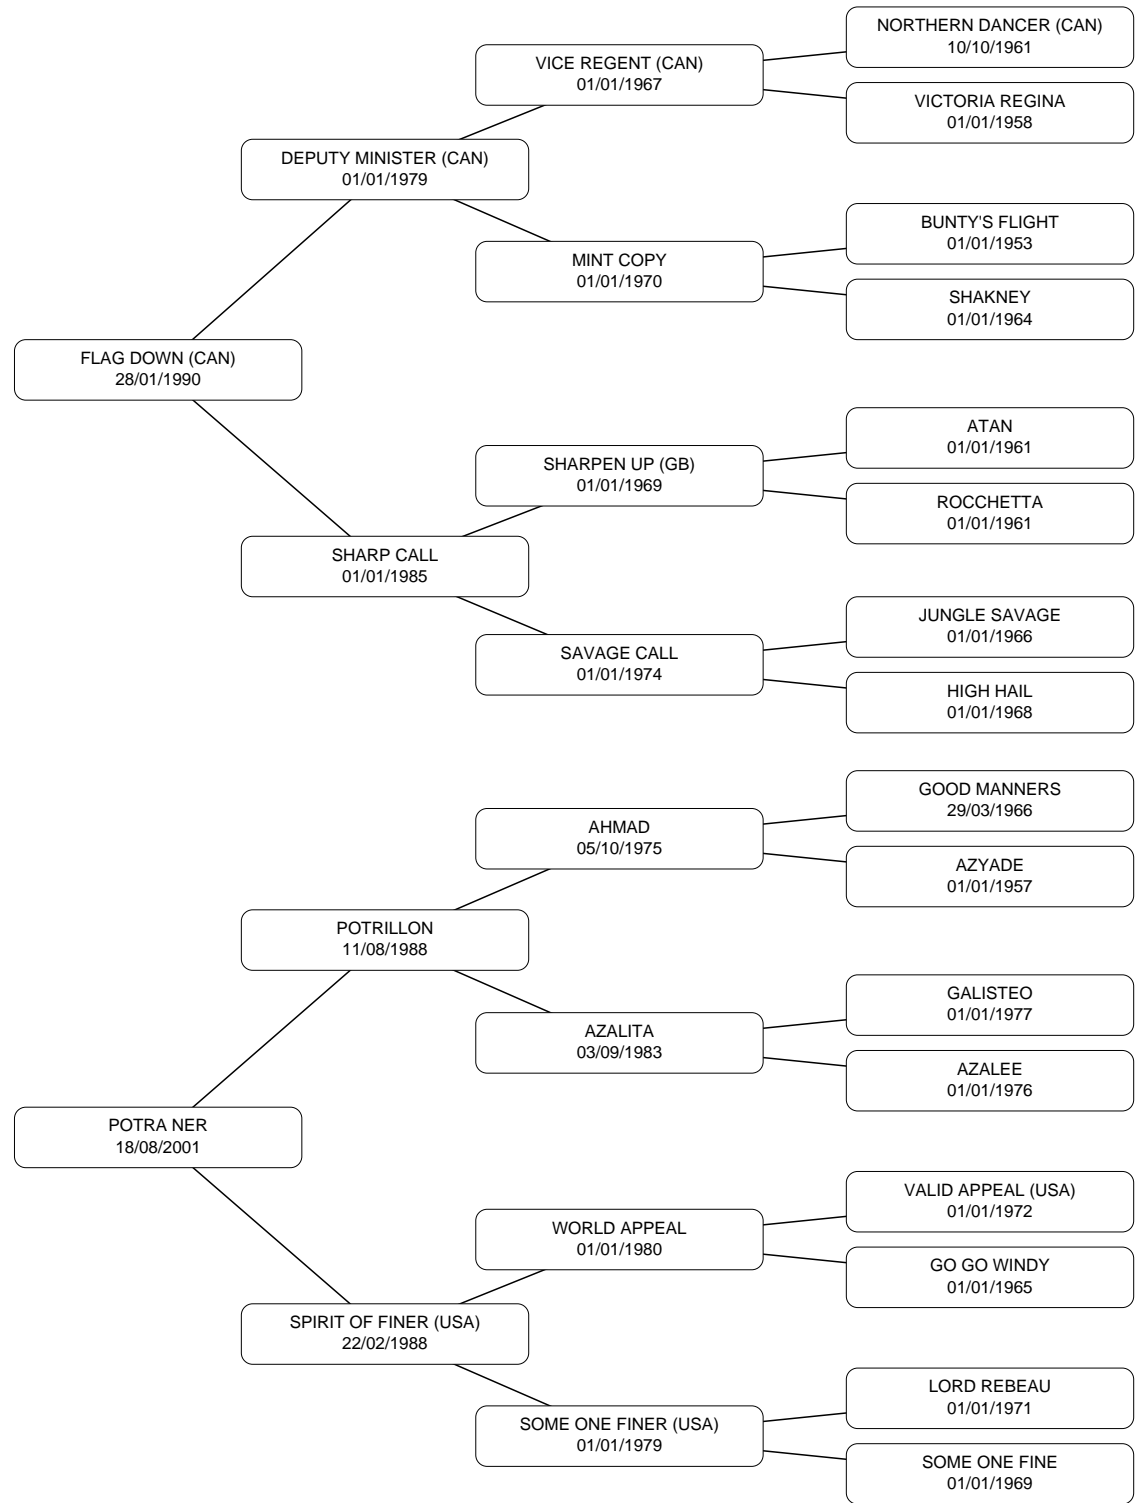 NORTHERN DANCER (CAN)
10/10/1961
VICE REGENT (CAN)
01/01/1967
VICTORIA REGINA
01/01/1958
DEPUTY MINISTER (CAN)
01/01/1979
BUNTY'S FLIGHT
01/01/1953
MINT COPY
01/01/1970
SHAKNEY
01/01/1964
FLAG DOWN (CAN)
28/01/1990
ATAN
01/01/1961
SHARPEN UP (GB)
01/01/1969
ROCCHETTA
01/01/1961
SHARP CALL
01/01/1985
JUNGLE SAVAGE
01/01/1966
SAVAGE CALL
01/01/1974
HIGH HAIL
01/01/1968
GOOD MANNERS
29/03/1966
AHMAD
05/10/1975
AZYADE
01/01/1957
POTRILLON
11/08/1988
GALISTEO
01/01/1977
AZALITA
03/09/1983
AZALEE
01/01/1976
POTRA NER
18/08/2001
VALID APPEAL (USA)
01/01/1972
WORLD APPEAL
01/01/1980
GO GO WINDY
01/01/1965
SPIRIT OF FINER (USA)
22/02/1988
LORD REBEAU
01/01/1971
SOME ONE FINER (USA)
01/01/1979
SOME ONE FINE
01/01/1969